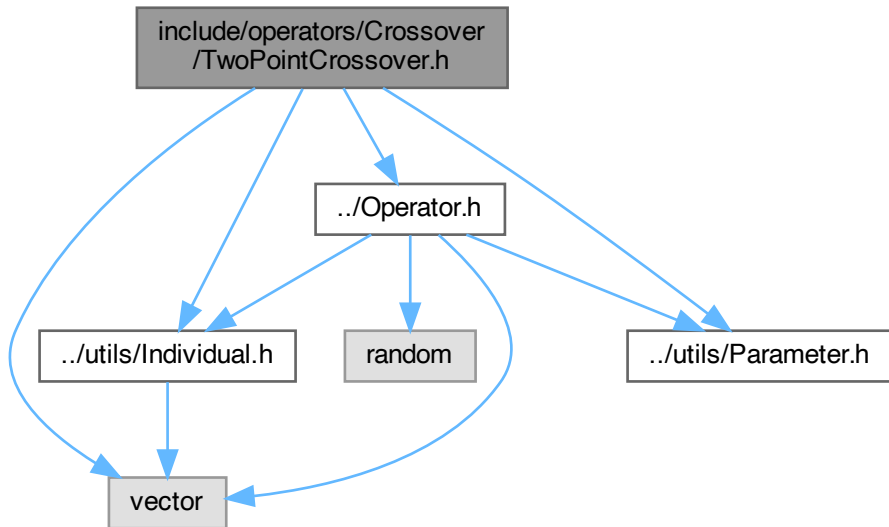 include/operators/Crossover
/TwoPointCrossover.h
../Operator.h
../utils/Individual.h
random
../utils/Parameter.h
vector